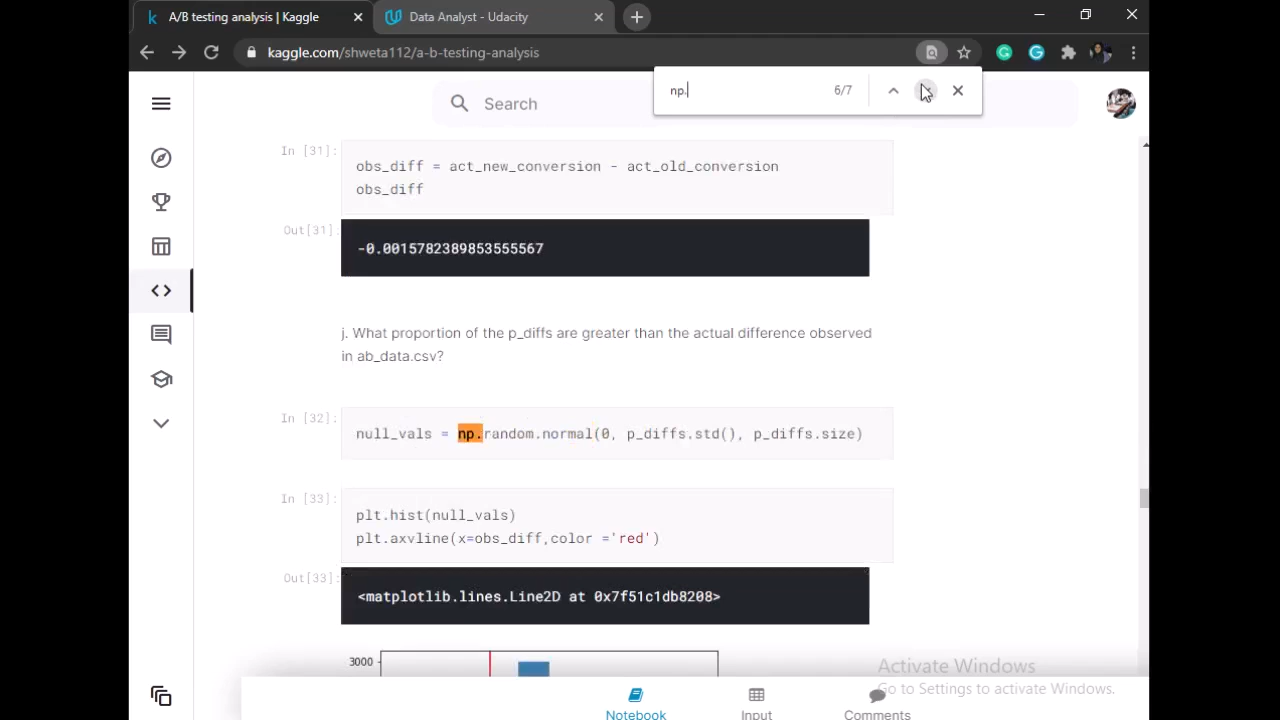 A/B testing analysis | Kaggle
Data Analyst - Udacity
kaggle.com/shweta112/a-b-testing-analysis
np.
6/7
Search
In [31]:
obs_diff = act_new_conversion - act_old_conversion
obs_diff
Out[31]:
-0.0015782389853555567
j. What proportion of the p_diffs are greater than the actual difference observed
in ab_data.csv?
In [32]:
null_vals = np.random.normal(0, p_diffs.std(), p_diffs.size)
In [33]:
plt.hist(null_vals)
plt.axvline(x=obs_diff,color ='red')
Out[33]:
<matplotlib.lines.Line2D at 0x7f51c1db8208>
3000
Activate Windows
Go to Settings to activate Windows.
Notebook
Input
Comments